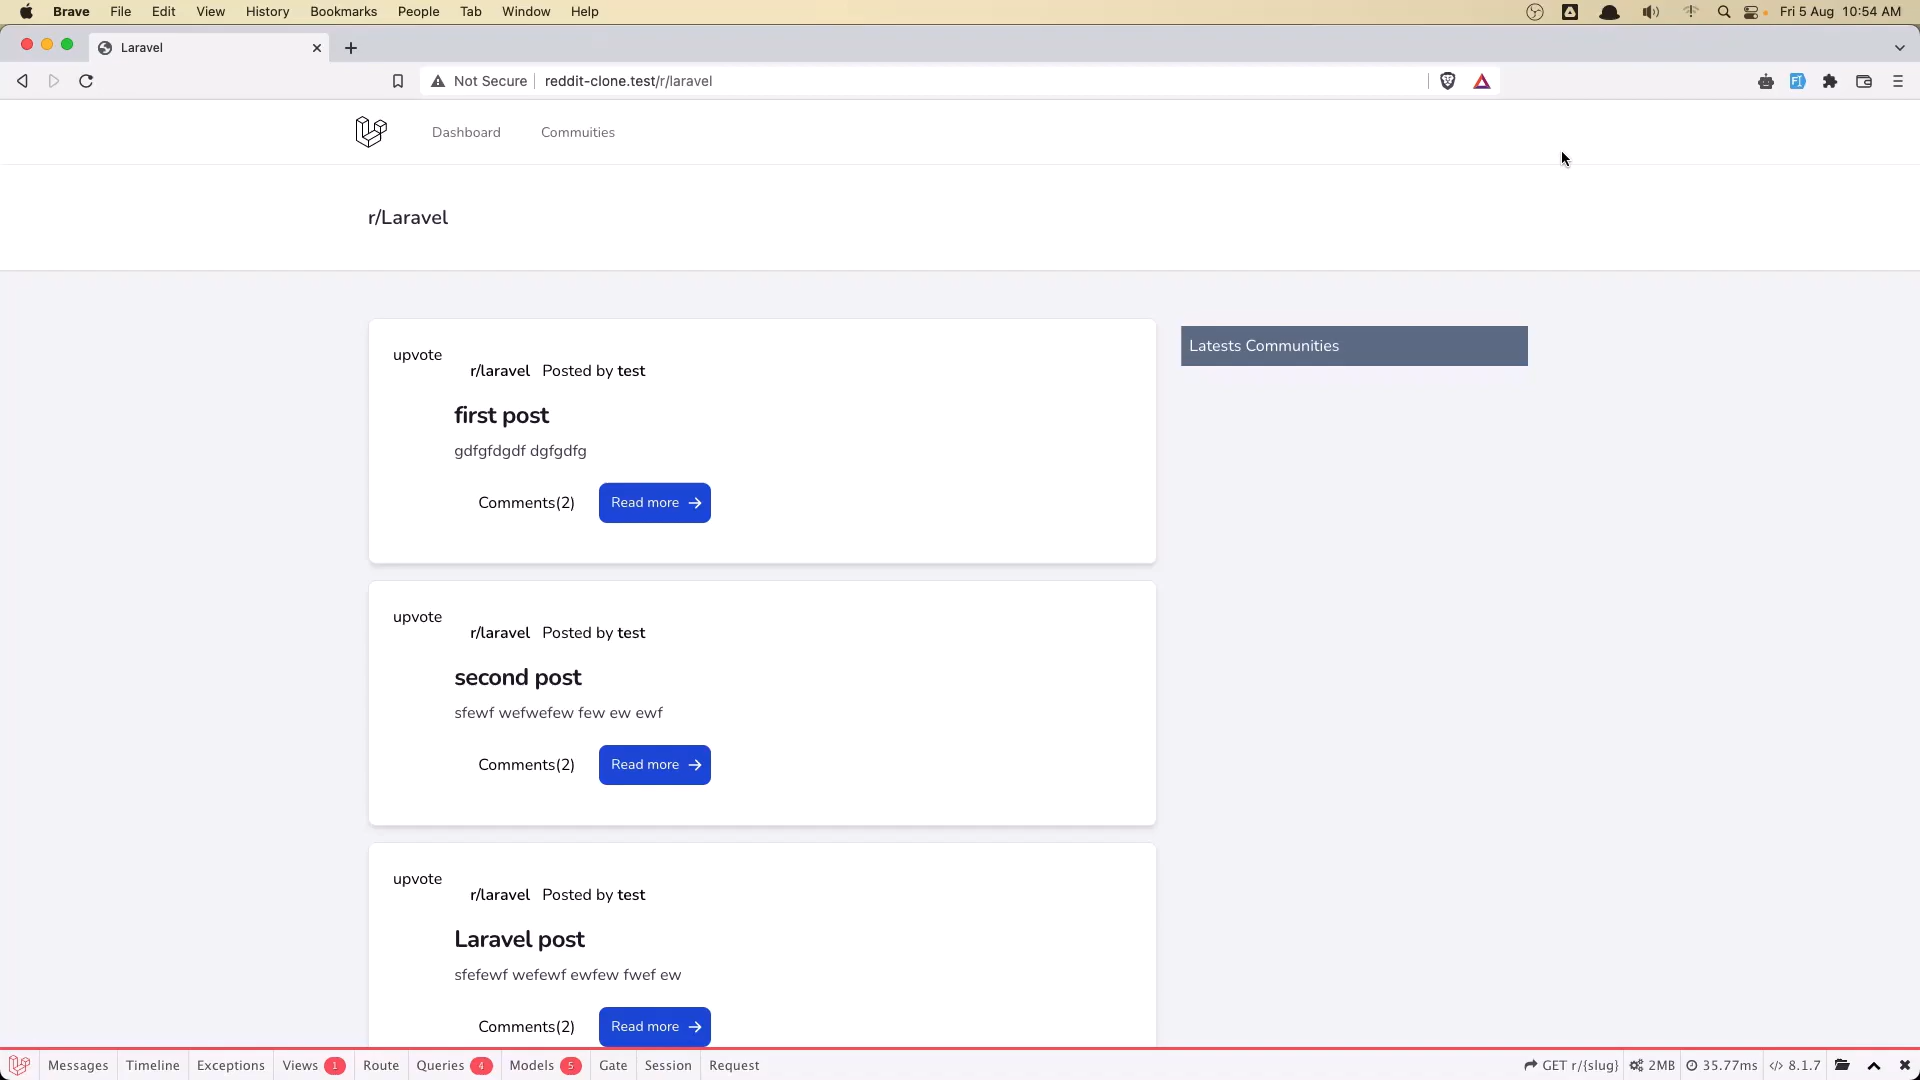 Brave File Edit View History Bookmarks People Tab Window Help Fri 5 Aug 10:54 AM
Laravel
Not Secure reddit-clone.test/r/laravel
Dashboard Commuities
r/Laravel
upvote
r/laravel Posted by test
first post
gdfgfdgdf dgfgdfg
Comments(2) Read more
Latests Communities
upvote
r/laravel Posted by test
second post
sfewf wefwefew few ew ewf
Comments(2) Read more
upvote
r/laravel Posted by test
Laravel post
sfefewf wefewf ewfew fwef ew
Comments(2) Read more
Messages Timeline Exceptions Views 1 Route Queries 4 Models 5 Gate Session Request GET r/{slug} 2MB 35.77ms 8.1.7